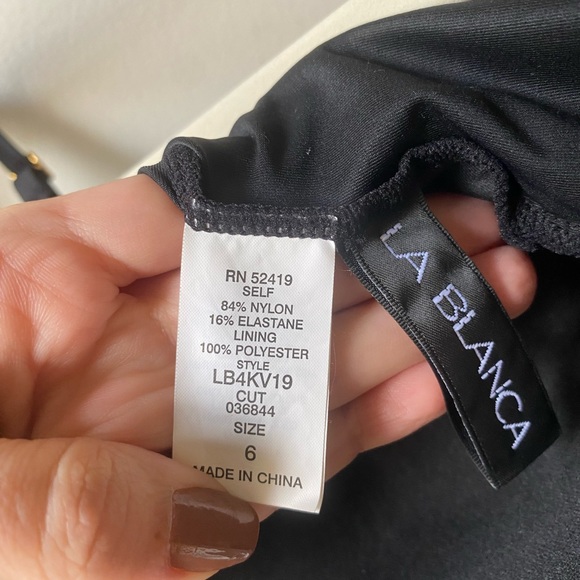 RN 52419
SELF
84% NYLON
16% ELASTANE
LINING
100% POLYESTER
STYLE
LB4KV19
CUT
036844
SIZE
6
MADE IN CHINA
LA BLANCA